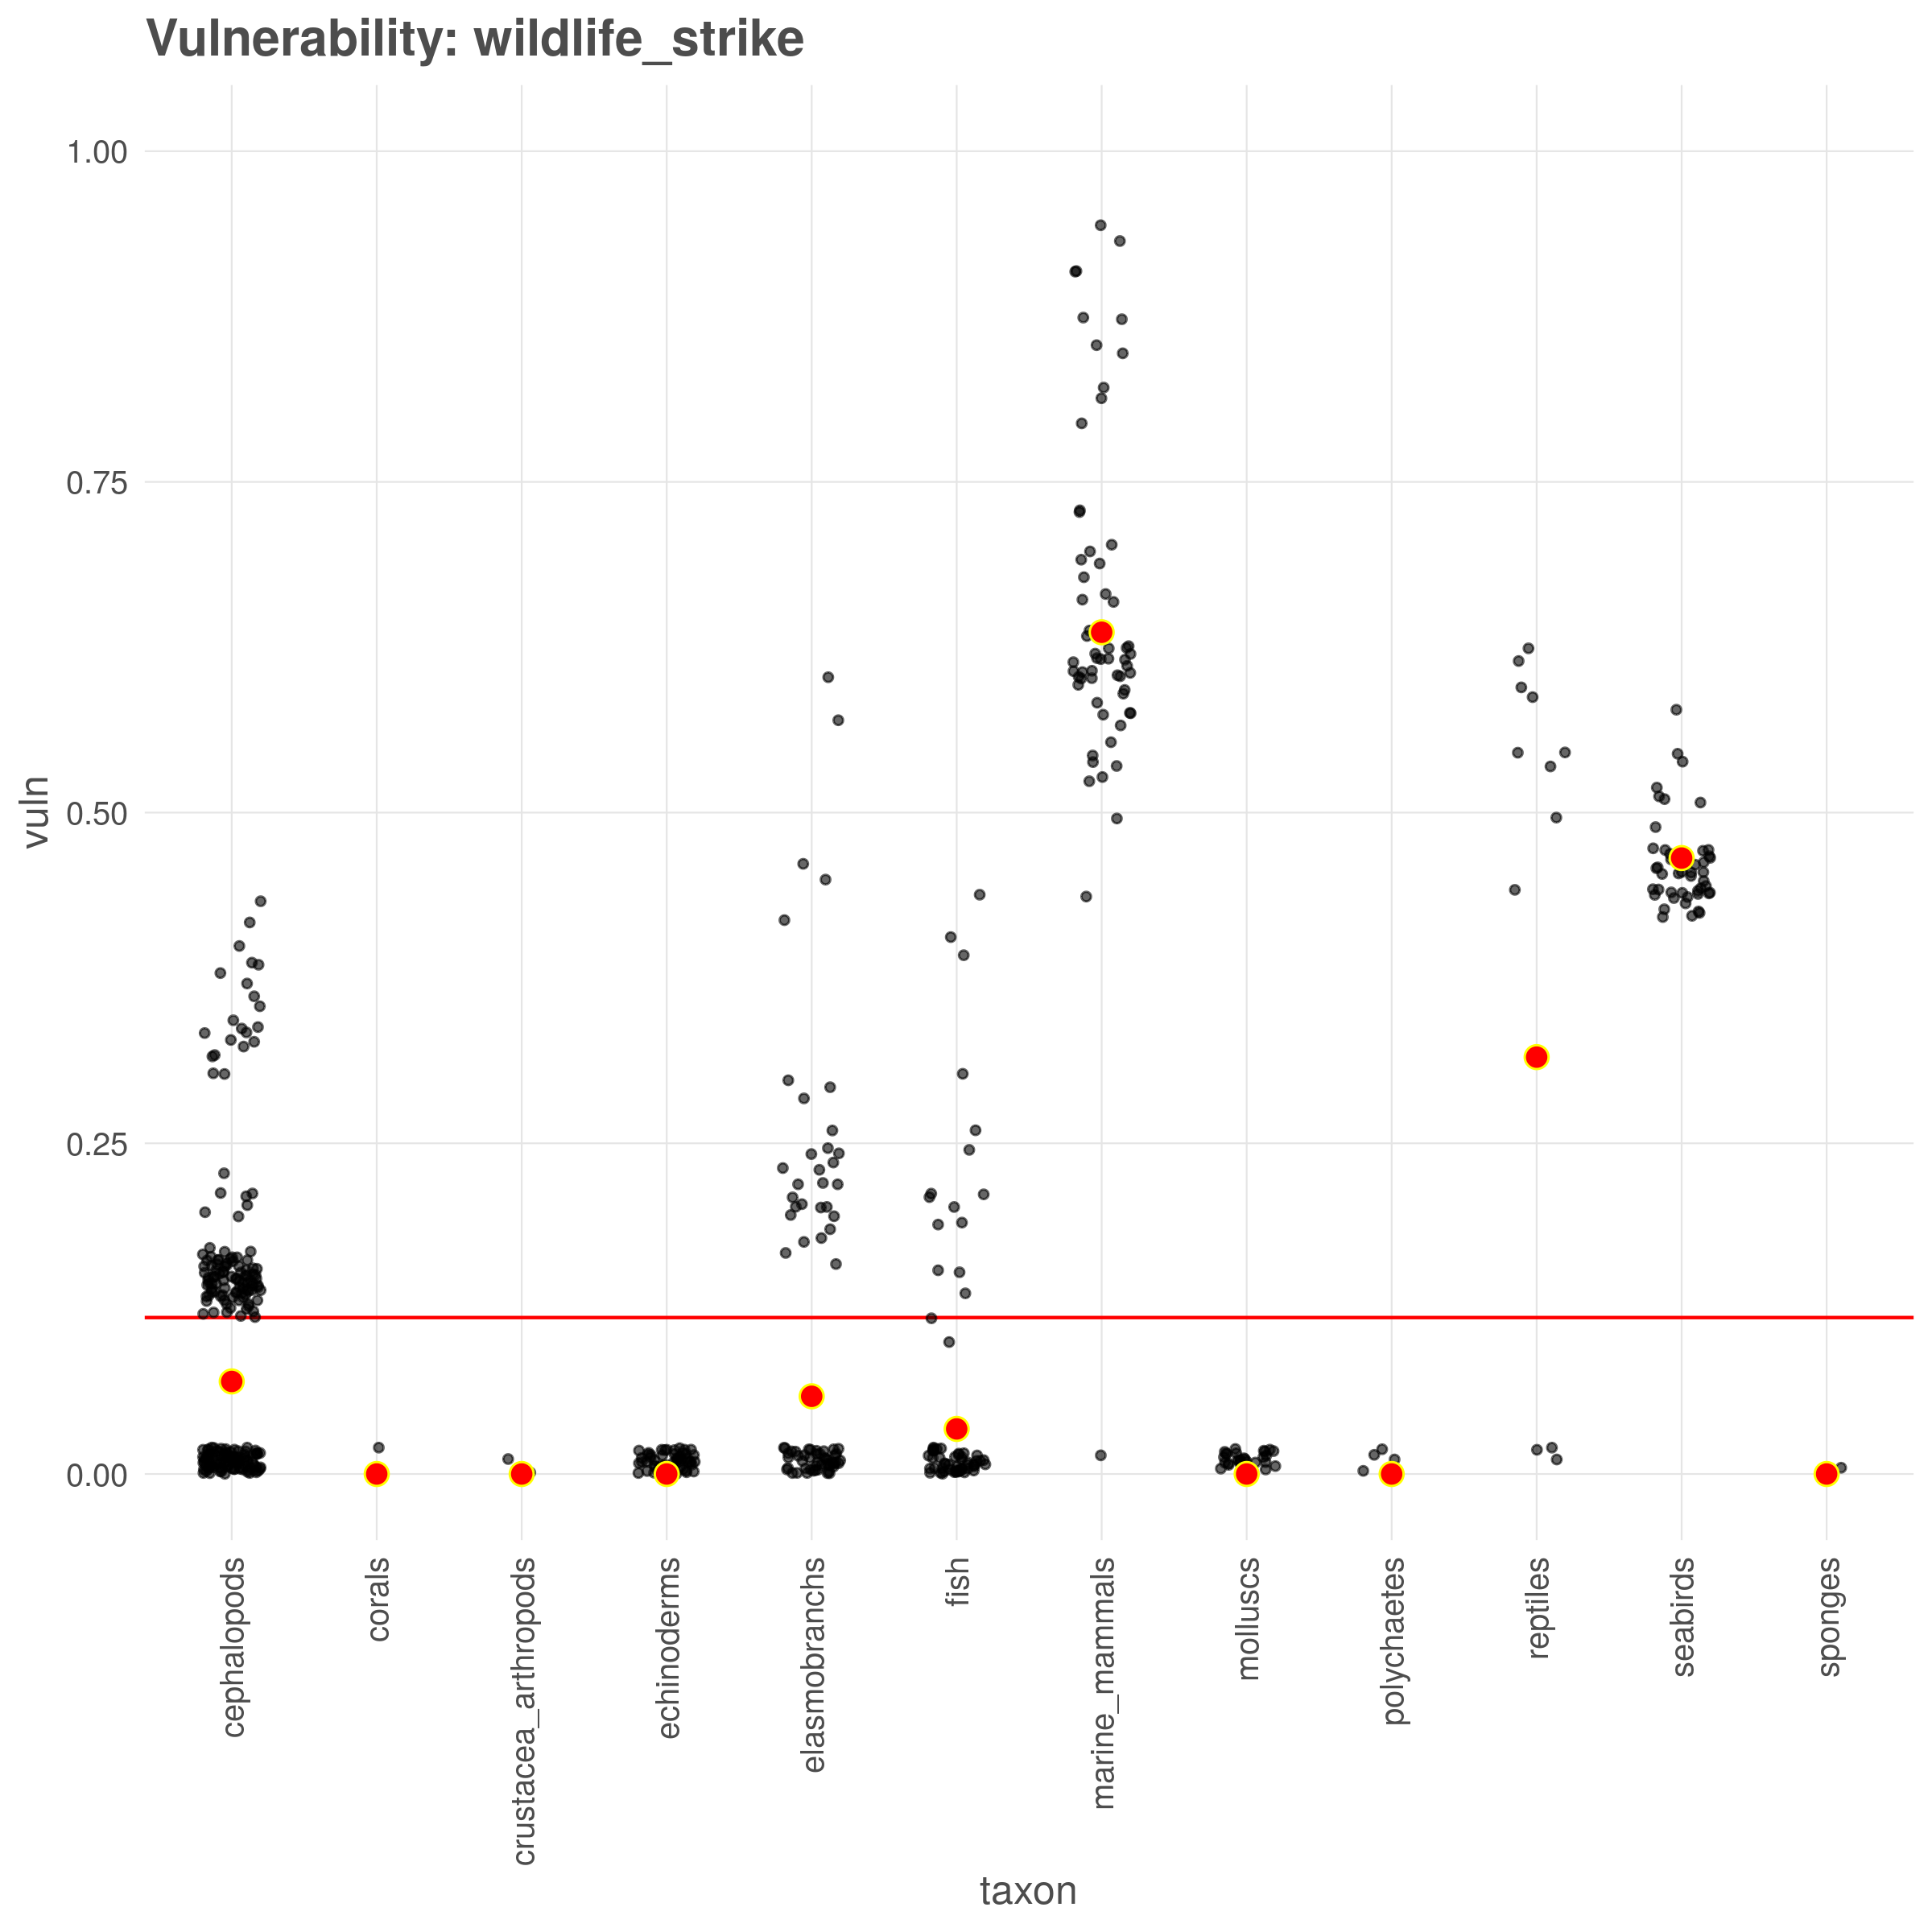 Vulnerability: wildlife_strike
1.00
0.75
0.50
0.25
0.00
vuln
cephalopods
corals
crustacea_arthropods
echinoderms
elasmobranchs
fish
marine_mammals
molluscs
polychaetes
reptiles
seabirds
sponges
taxon